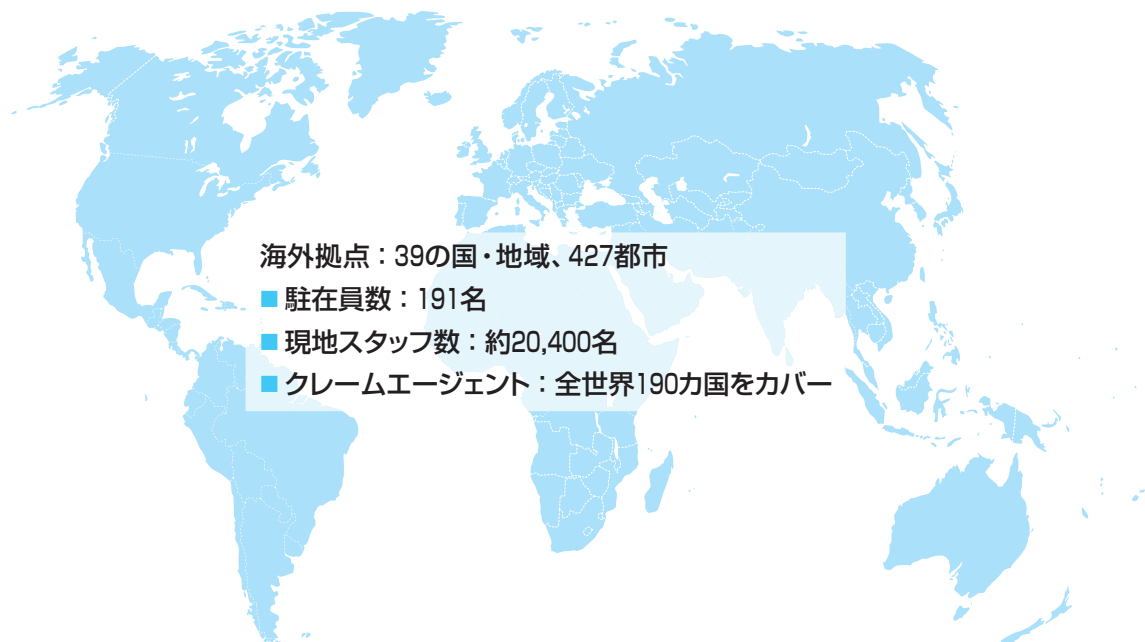 海外拠点：39の国・地域、427都市
■ 駐在員数：191名
■ 現地スタッフ数：約20,400名
■ クレームエージェント：全世界190カ国をカバー